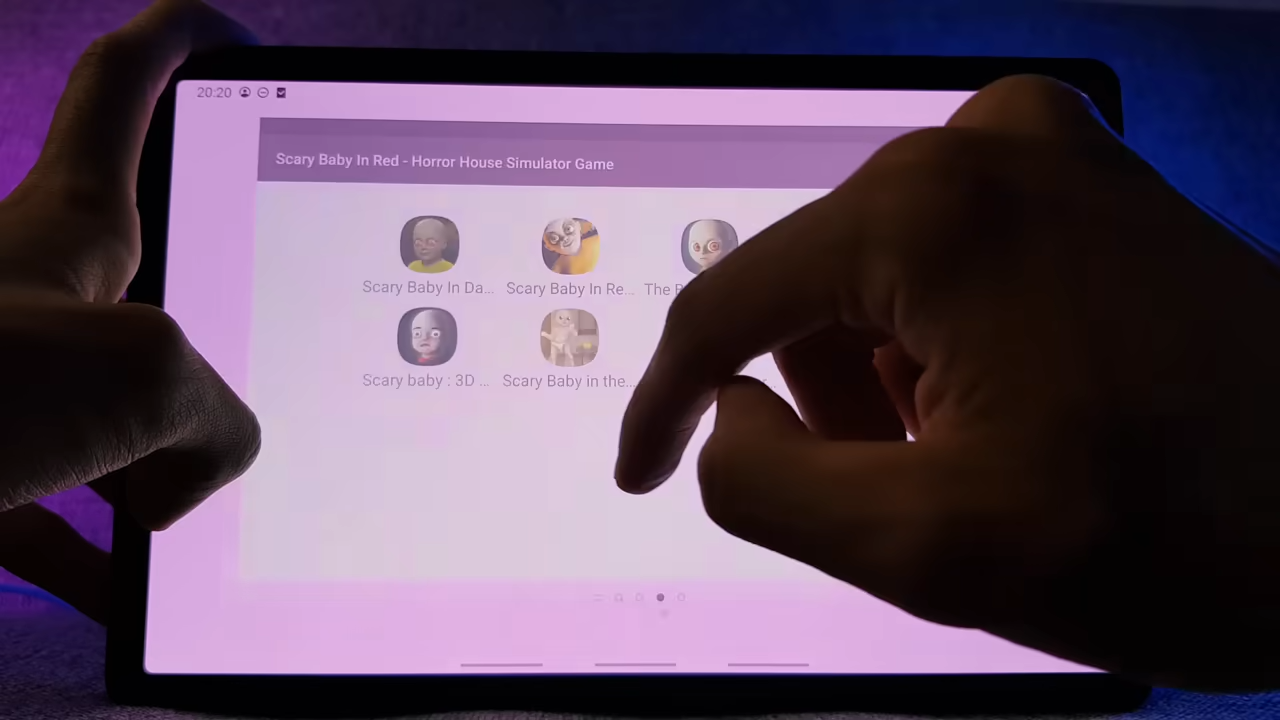 20:20
Scary Baby In Red - Horror House Simulator Game
Scary Baby In Da... Scary Baby In Re... The
Scary baby : 3D ... Scary Baby in the...